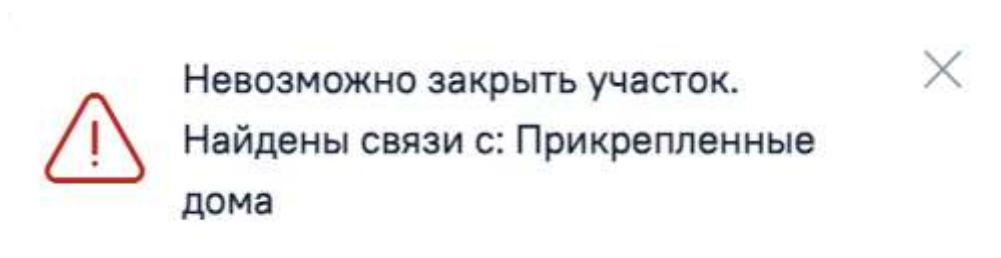 Невозможно закрыть участок.
Найдены связи с: Прикрепленные
дома